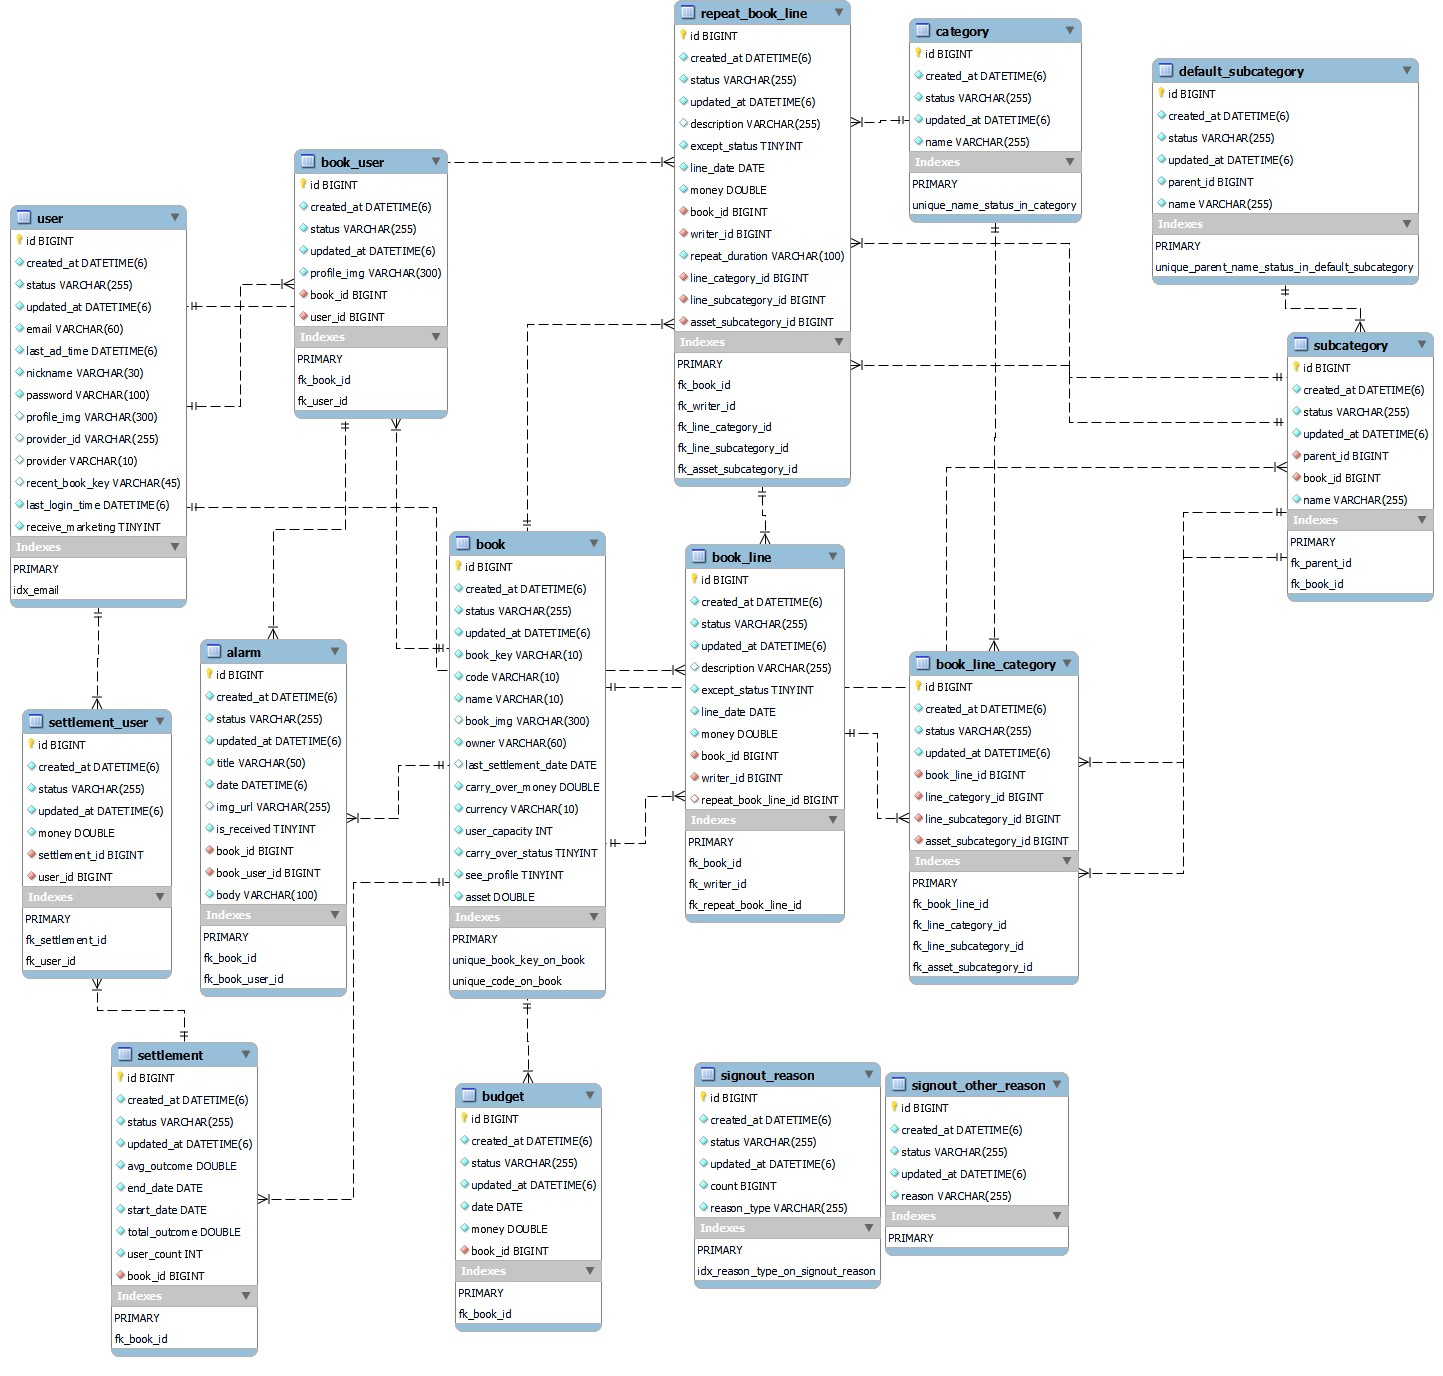 repeat_book_line
id BIGINT
created_at DATETIME(6)
status VARCHAR(255)
updated_at DATETIME(6)
description VARCHAR(255)
except_status TINYINT
line_date DATE
money DOUBLE
book_id BIGINT
writer_id BIGINT
repeat_duration VARCHAR(100)
line_category_id BIGINT
line_subcategory_id BIGINT
asset_subcategory_id BIGINT
Indexes
PRIMARY
fk_book_id
fk_writer_id
fk_line_category_id
fk_line_subcategory_id
fk_asset_subcategory_id
category
id BIGINT
created_at DATETIME(6)
status VARCHAR(255)
updated_at DATETIME(6)
name VARCHAR(255)
Indexes
PRIMARY
unique_name_status_in_category
default_subcategory
id BIGINT
created_at DATETIME(6)
status VARCHAR(255)
updated_at DATETIME(6)
parent_id BIGINT
name VARCHAR(255)
Indexes
PRIMARY
unique_parent_name_status_in_default_subcategory
book_user
id BIGINT
created_at DATETIME(6)
status VARCHAR(255)
updated_at DATETIME(6)
profile_img VARCHAR(300)
book_id BIGINT
user_id BIGINT
Indexes
PRIMARY
fk_book_id
fk_user_id
user
id BIGINT
created_at DATETIME(6)
status VARCHAR(255)
updated_at DATETIME(6)
email VARCHAR(60)
last_ad_time DATETIME(6)
nickname VARCHAR(30)
password VARCHAR(100)
profile_img VARCHAR(300)
provider_id VARCHAR(255)
provider VARCHAR(10)
recent_book_key VARCHAR(45)
last_login_time DATETIME(6)
receive_marketing TINYINT
Indexes
PRIMARY
idx_email
subcategory
id BIGINT
created_at DATETIME(6)
status VARCHAR(255)
updated_at DATETIME(6)
parent_id BIGINT
book_id BIGINT
name VARCHAR(255)
Indexes
PRIMARY
fk_parent_id
fk_book_id
book
id BIGINT
created_at DATETIME(6)
status VARCHAR(255)
updated_at DATETIME(6)
book_key VARCHAR(10)
code VARCHAR(10)
name VARCHAR(10)
book_img VARCHAR(300)
owner VARCHAR(60)
last_settlement_date DATE
carry_over_money DOUBLE
currency VARCHAR(10)
user_capacity INT
carry_over_status TINYINT
see_profile TINYINT
asset DOUBLE
Indexes
PRIMARY
unique_book_key_on_book
unique_code_on_book
book_line
id BIGINT
created_at DATETIME(6)
status VARCHAR(255)
updated_at DATETIME(6)
description VARCHAR(255)
except_status TINYINT
line_date DATE
money DOUBLE
book_id BIGINT
writer_id BIGINT
repeat_book_line_id BIGINT
Indexes
PRIMARY
fk_book_id
fk_writer_id
fk_repeat_book_line_id
alarm
id BIGINT
created_at DATETIME(6)
status VARCHAR(255)
updated_at DATETIME(6)
title VARCHAR(50)
date DATETIME(6)
img_url VARCHAR(255)
is_received TINYINT
book_id BIGINT
book_user_id BIGINT
body VARCHAR(100)
Indexes
PRIMARY
fk_book_id
fk_book_user_id
book_line_category
id BIGINT
created_at DATETIME(6)
status VARCHAR(255)
updated_at DATETIME(6)
book_line_id BIGINT
line_category_id BIGINT
line_subcategory_id BIGINT
asset_subcategory_id BIGINT
Indexes
PRIMARY
fk_book_line_id
fk_line_category_id
fk_line_subcategory_id
fk_asset_subcategory_id
settlement_user
id BIGINT
created_at DATETIME(6)
status VARCHAR(255)
updated_at DATETIME(6)
money DOUBLE
settlement_id BIGINT
user_id BIGINT
Indexes
PRIMARY
fk_settlement_id
fk_user_id
settlement
id BIGINT
created_at DATETIME(6)
status VARCHAR(255)
updated_at DATETIME(6)
avg_outcome DOUBLE
end_date DATE
start_date DATE
total_outcome DOUBLE
user_count INT
book_id BIGINT
Indexes
PRIMARY
fk_book_id
budget
id BIGINT
created_at DATETIME(6)
status VARCHAR(255)
updated_at DATETIME(6)
date DATE
money DOUBLE
book_id BIGINT
Indexes
PRIMARY
fk_book_id
signout_reason
id BIGINT
created_at DATETIME(6)
status VARCHAR(255)
updated_at DATETIME(6)
count BIGINT
reason_type VARCHAR(255)
Indexes
PRIMARY
idx_reason_type_on_signout_reason
signout_other_reason
id BIGINT
created_at DATETIME(6)
status VARCHAR(255)
updated_at DATETIME(6)
reason VARCHAR(255)
Indexes
PRIMARY